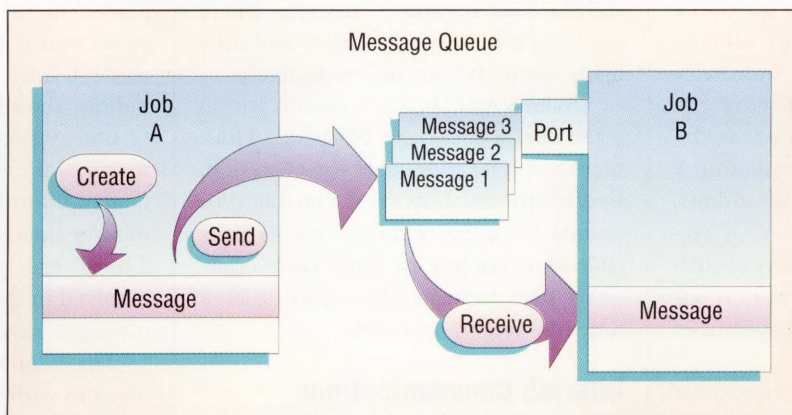 Message Queue
Job
A
Create
Send
Message
Message 3
Message 2
Message 1
Port
Job
B
Receive
Message